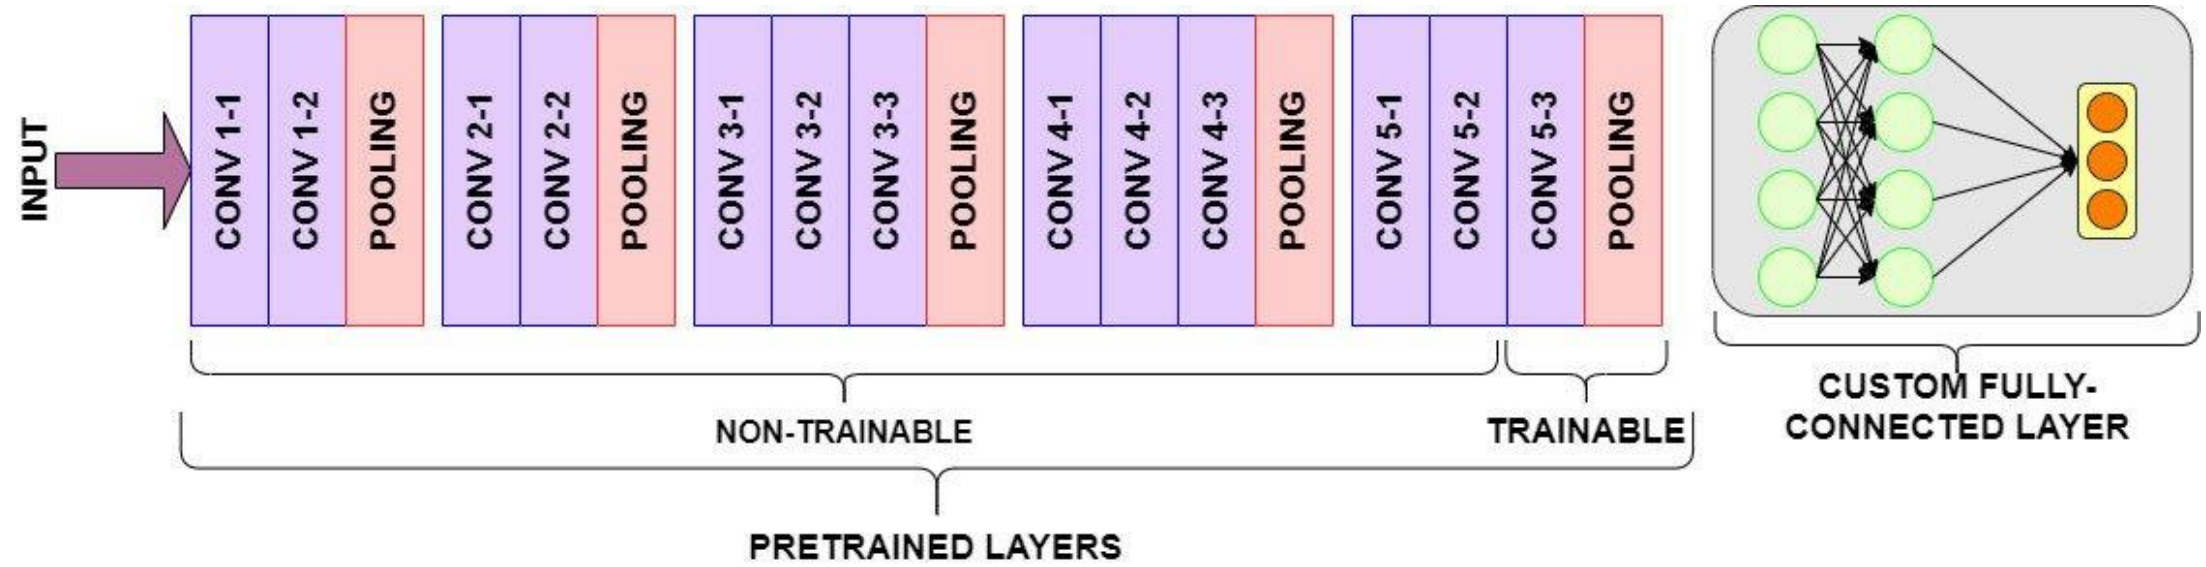 INPUT
CONV 1-1
CONV 1-2
POOLING
CONV 2-1
CONV 2-2
POOLING
CONV 3-1
CONV 3-2
CONV 3-3
POOLING
CONV 4-1
CONV 4-2
CONV 4-3
POOLING
CONV 5-1
CONV 5-2
CONV 5-3
POOLING
NON-TRAINABLE
TRAINABLE
PRETRAINED LAYERS
CUSTOM FULLY-
CONNECTED LAYER